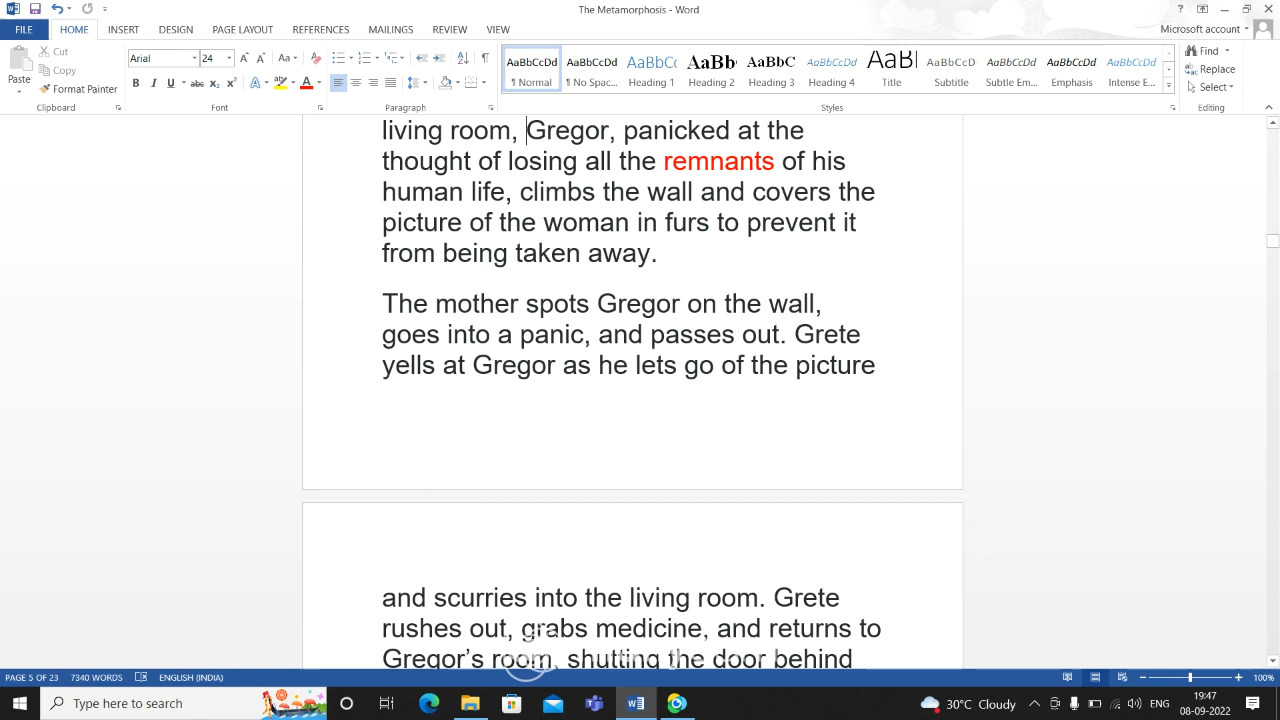 The Metamorphosis - Word
FILE HOME INSERT DESIGN PAGE LAYOUT REFERENCES MAILINGS REVIEW VIEW Microsoft account
Paste Cut Copy Format Painter
Arial 24
AaBbCcDd AaBbCcDd AaBbCc AaBb AaBbC AaBbCcDd AaBl AaBbCcD AaBbCcDd AaBbCcDd AaBbCcDd
¶ Normal ¶ No Spac... Heading 1 Heading 2 Heading 3 Heading 4 Title Subtitle Subtle Em... Emphasis Intense E...
Find Replace Select
Clipboard Font Paragraph Styles Editing
living room, Gregor, panicked at the
thought of losing all the remnants of his
human life, climbs the wall and covers the
picture of the woman in furs to prevent it
from being taken away.
The mother spots Gregor on the wall,
goes into a panic, and passes out. Grete
yells at Gregor as he lets go of the picture
and scurries into the living room. Grete
rushes out, grabs medicine, and returns to
Gregor’s room, shutting the door behind
PAGE 5 OF 23 7340 WORDS ENGLISH (INDIA) 100%
Type here to search 30°C Cloudy ENG 19:47
08-09-2022